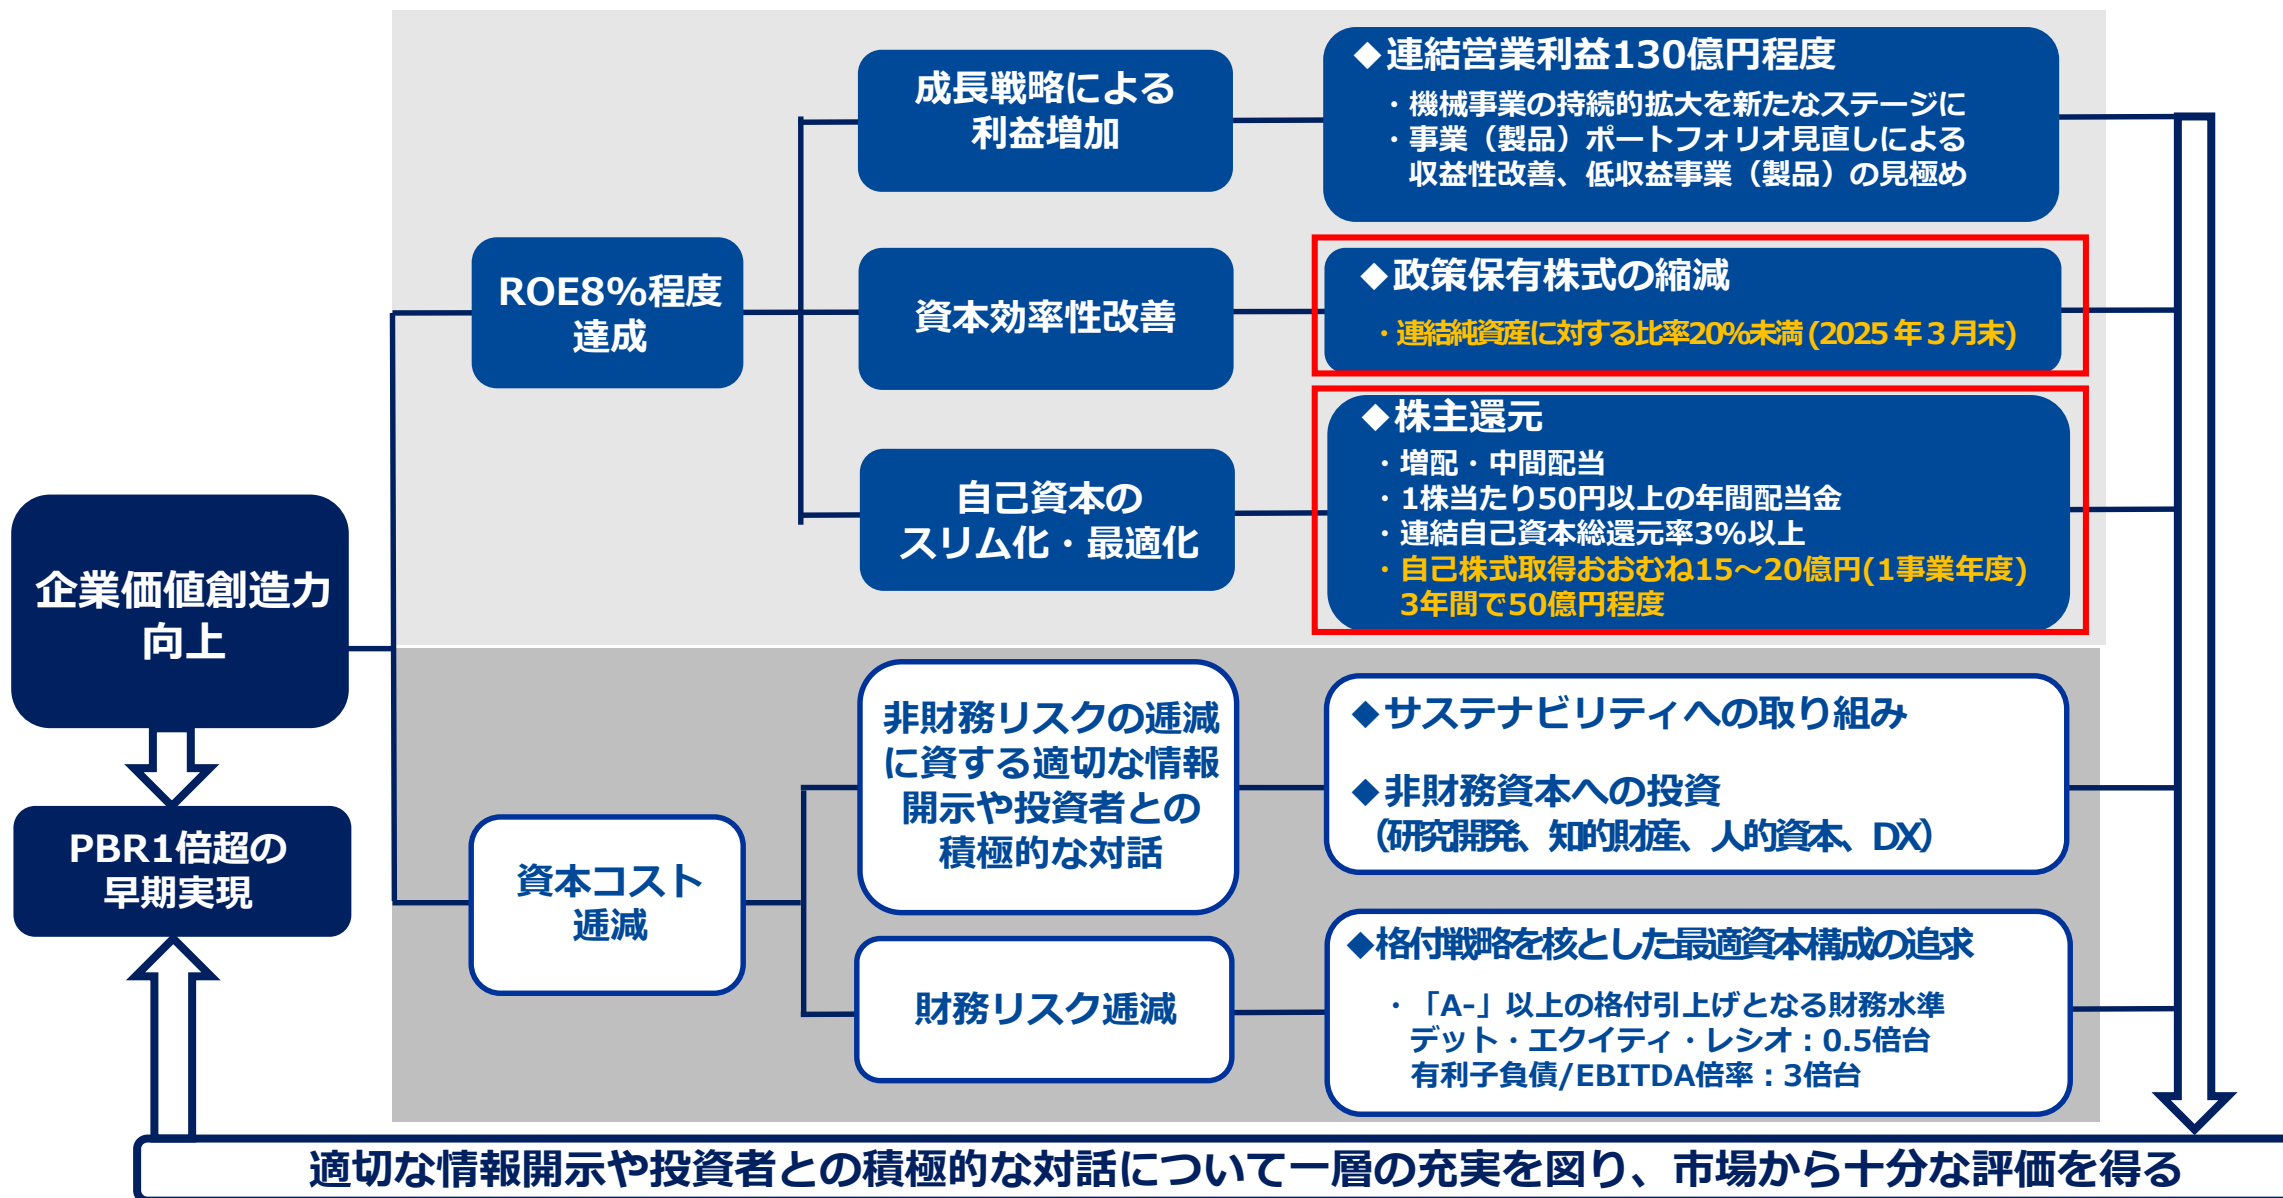 企業価値創造力
向上
PBR1倍超の
早期実現
ROE8%程度
達成
成長戦略による
利益増加
◆連結営業利益130億円程度
・機械事業の持続的拡大を新たなステージに
・事業（製品）ポートフォリオ見直しによる
収益性改善、低収益事業（製品）の見極め
資本効率性改善
◆政策保有株式の縮減
・連結純資産に対する比率20%未満(2025年3月末)
自己資本の
スリム化・最適化
◆株主還元
・増配・中間配当
・1株当たり50円以上の年間配当金
・連結自己資本総還元率3%以上
・自己株式取得おおむね15～20億円(1事業年度)
3年間で50億円程度
資本コスト
逓減
非財務リスクの逓減
に資する適切な情報
開示や投資者との
積極的な対話
◆サステナビリティへの取り組み
◆非財務資本への投資
（研究開発、知的財産、人的資本、DX）
財務リスク逓減
◆格付戦略を核とした最適資本構成の追求
・「A-」以上の格付引上げとなる財務水準
デット・エクイティ・レシオ：0.5倍台
有利子負債/EBITDA倍率：3倍台
適切な情報開示や投資者との積極的な対話について一層の充実を図り、市場から十分な評価を得る